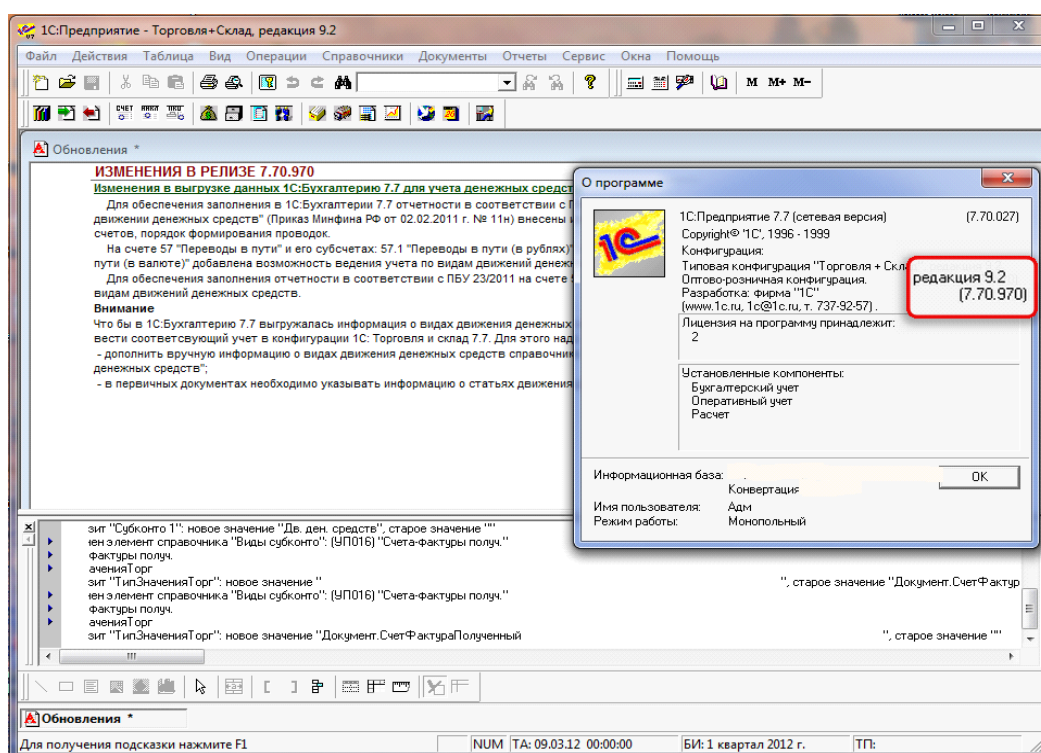 1С:Предприятие - Торговля+Склад, редакция 9.2
Файл Действия Таблица Вид Операции Справочники Документы Отчеты Сервис Окна Помощь
M M+ M-
Обновления *
ИЗМЕНЕНИЯ В РЕЛИЗЕ 7.70.970
Изменения в выгрузке данных 1С:Бухгалтерию 7.7 для учета денежных средст
Для обеспечения заполнения в 1С:Бухгалтерии 7.7 отчетности в соответствии с
движении денежных средств" (Приказ Минфина РФ от 02.02.2011 г. № 11н) внесены
счетов, порядок формирования проводок.
На счете 57 "Переводы в пути" и его субсчетах: 57.1 "Переводы в пути (в рублях)"
пути (в валюте)" добавлена возможность ведения учета по видам движений денежн
Для обеспечения заполнения отчетности в соответствии с ПБУ 23/2011 на счете
видам движений денежных средств.
Внимание
Что бы в 1С:Бухгалтерию 7.7 выгружалась информация о видах движения денежных
вести соответсвующий учет в конфигурации 1С: Торговля и склад 7.7. Для этого над
- дополнить вручную информацию о видах движения денежных средств справочник
денежных средств";
- в первичных документах необходимо указывать информацию о статьях движения
О программе
1С:Предприятие 7.7 (сетевая версия) (7.70.027)
Copyright© "1С", 1996 - 1999
Конфигурация:
Типовая конфигурация "Торговля + Скл
редакция 9.2
Оптово-розничная конфигурация.
(7.70.970)
Разработка: фирма "1С"
(www.1c.ru, 1c@1c.ru, т. 737-92-57) .
Лицензия на программу принадлежит:
2
Установленные компоненты:
Бухгалтерский учет
Оперативный учет
Расчет
Информационная база:
Конвертация
OK
Имя пользователя: Адм
Режим работы: Монопольный
зит "Субконто 1": новое значение "Дв. ден. средств", старое значение ""
ен элемент справочника "Виды субконто": (УП016) "Счета-фактуры получ."
фактуры получ.
аченияТорг
зит "ТипЗначенияТорг": новое значение " ", старое значение "Документ.СчетФактур
ен элемент справочника "Виды субконто": (УП016) "Счета-фактуры получ."
фактуры получ.
аченияТорг
зит "ТипЗначенияТорг": новое значение "Документ.СчетФактураПолученный ", старое значение ""
Обновления *
Для получения подсказки нажмите F1 NUM ТА: 09.03.12 00:00:00 БИ: 1 квартал 2012 г. ТП: